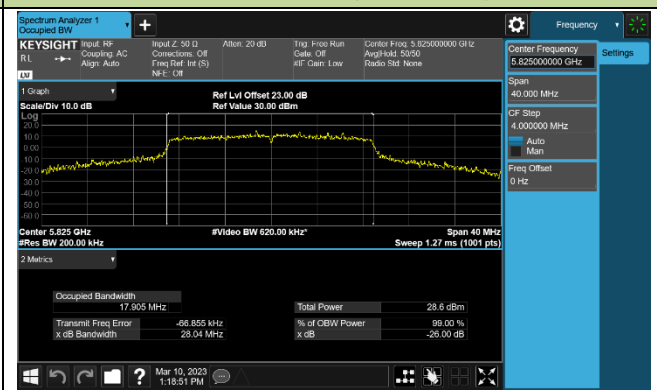 Spectrum Analyzer 1
Occupied BW
+
Frequency
KEYSIGHT
RL
LXI
Input: RF
Coupling: AC
Align: Auto
Input Z: 50 Ω
Corrections: Off
Freq Ref: Int (S)
NFE: Off
Atten: 20 dB
Trig: Free Run
Gate: Off
#IF Gain: Low
Center Freq: 5.825000000 GHz
Avg|Hold: 50/50
Radio Std: None
Center Frequency
5.825000000 GHz
Settings
Span
40.000 MHz
CF Step
4.000000 MHz
Auto
Man
Freq Offset
0 Hz
1 Graph
Scale/Div 10.0 dB
Ref Lvl Offset 23.00 dB
Ref Value 30.00 dBm
Log
20.0
10.0
0.00
-10.0
-20.0
-30.0
-40.0
-50.0
-60.0
Center 5.825 GHz
#Res BW 200.00 kHz
#Video BW 620.00 kHz*
Span 40 MHz
Sweep 1.27 ms (1001 pts)
2 Metrics
Occupied Bandwidth
17.905 MHz
Total Power 28.6 dBm
Transmit Freq Error -66.855 kHz
% of OBW Power 99.00 %
x dB Bandwidth 28.04 MHz
x dB -26.00 dB
?
Mar 10, 2023
1:18:51 PM